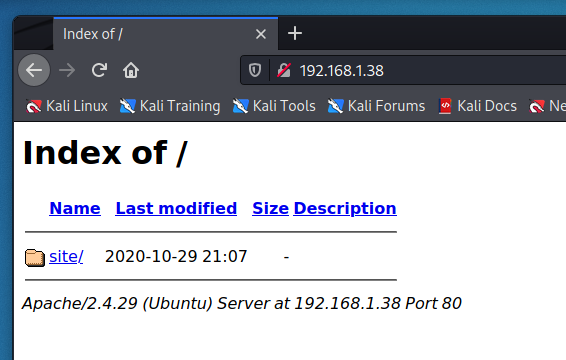 Index of /
192.168.1.38
Kali Linux Kali Training Kali Tools Kali Forums Kali Docs
Index of /
Name Last modified Size Description
site/ 2020-10-29 21:07 -
Apache/2.4.29 (Ubuntu) Server at 192.168.1.38 Port 80